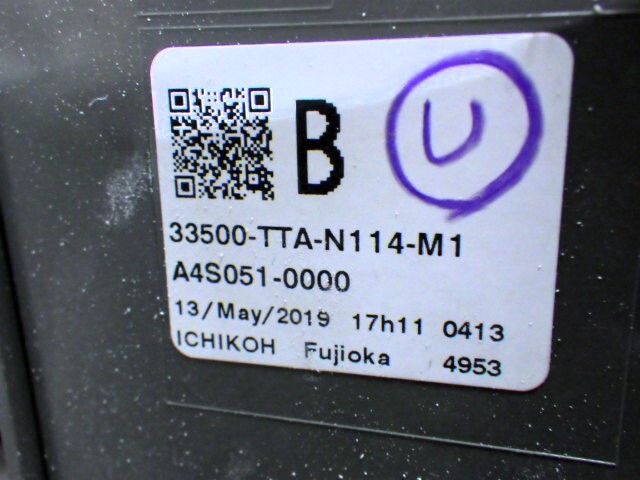 B U
33500-TTA-N114-M1
A4S051-0000
13/May/2019 17h11 0413
ICHIKOH Fujioka 4953